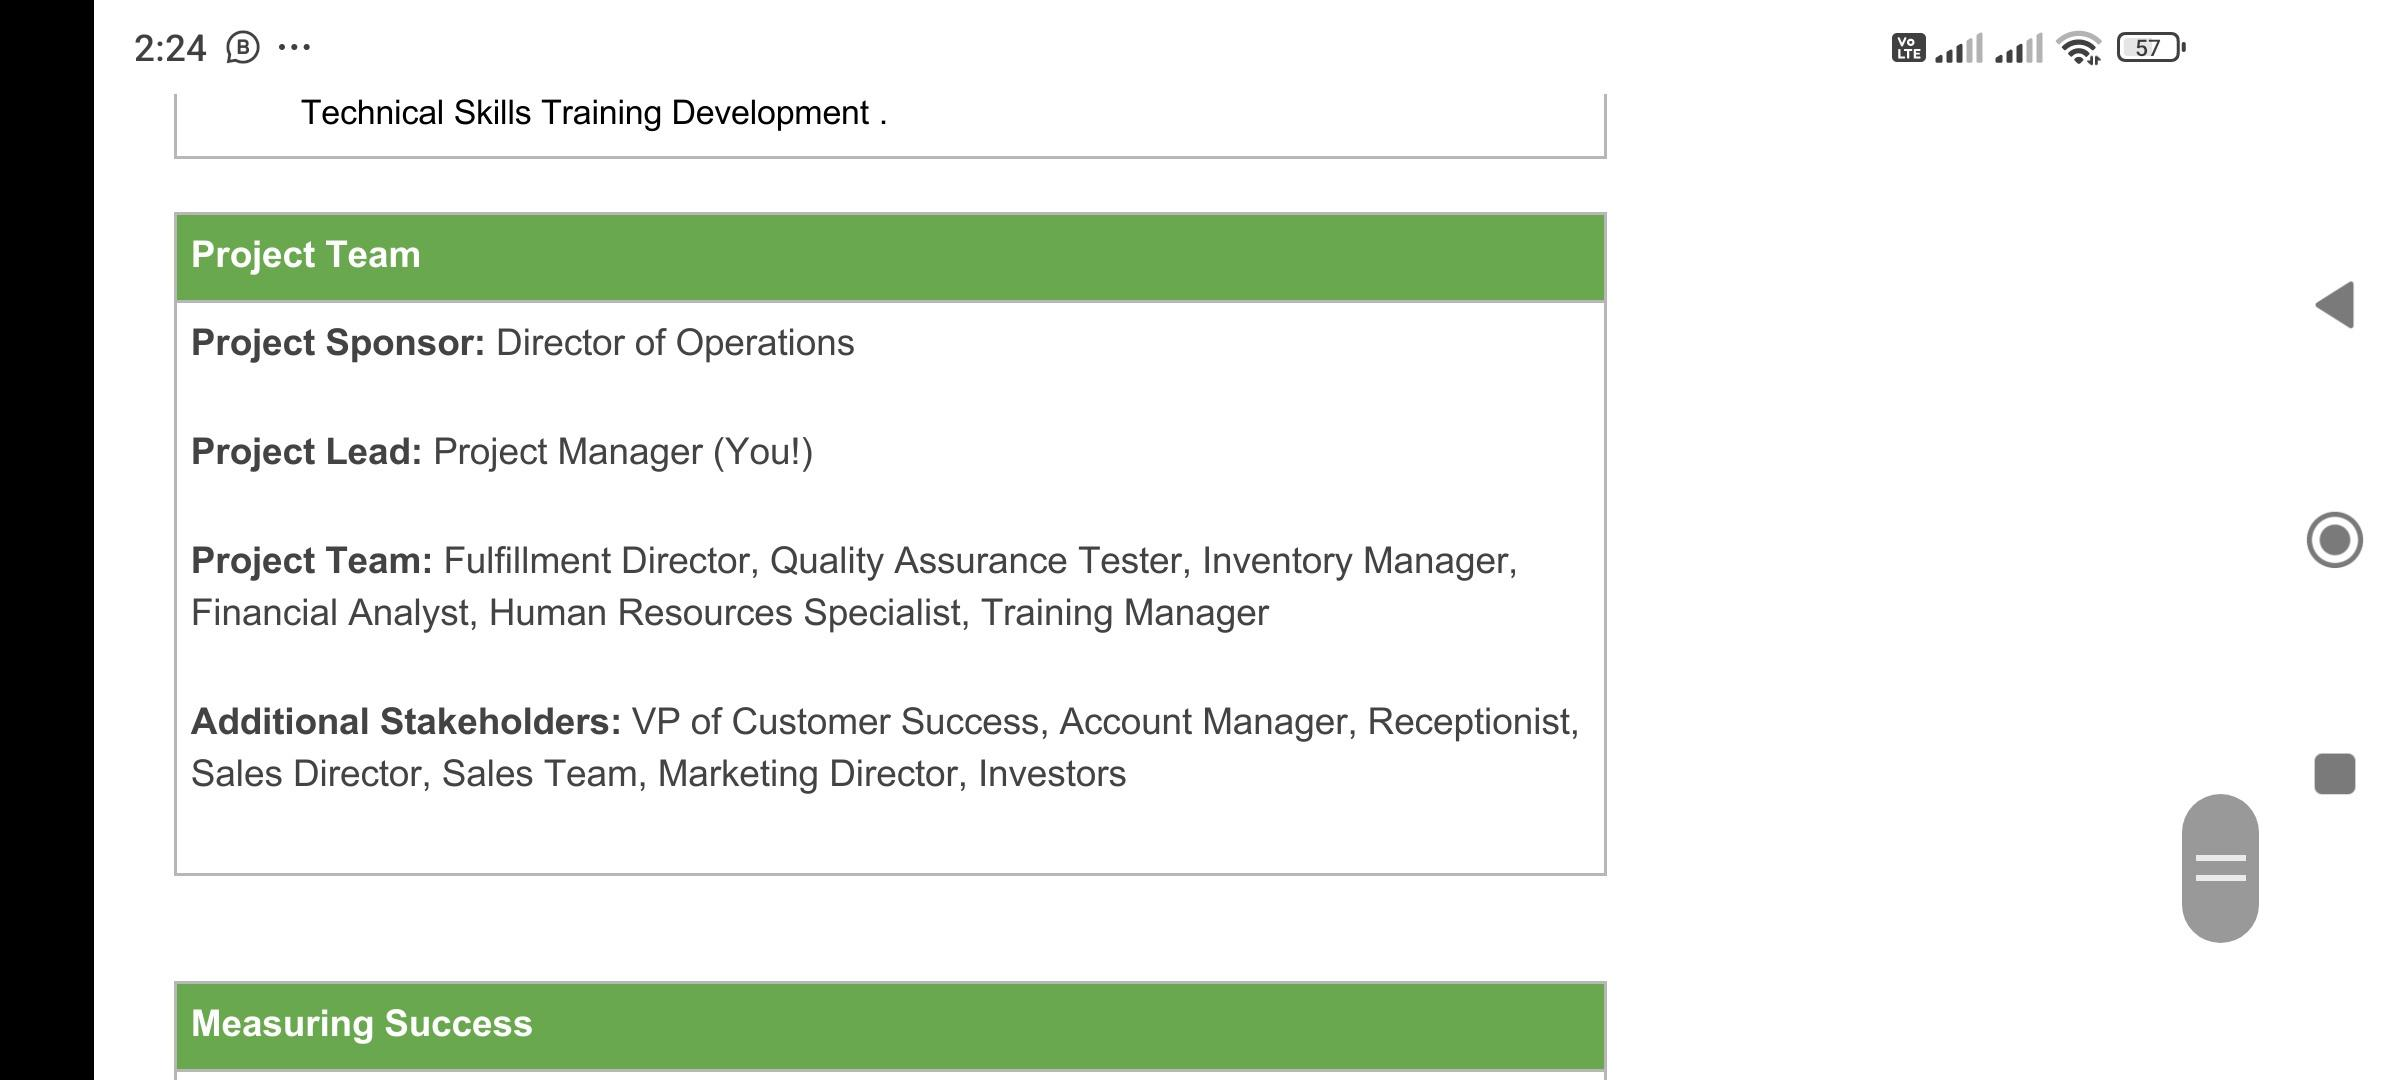 2:24
Vo LTE
57
Technical Skills Training Development .
Project Team
Project Sponsor: Director of Operations
Project Lead: Project Manager (You!)
Project Team: Fulfillment Director, Quality Assurance Tester, Inventory Manager,
Financial Analyst, Human Resources Specialist, Training Manager
Additional Stakeholders: VP of Customer Success, Account Manager, Receptionist,
Sales Director, Sales Team, Marketing Director, Investors
Measuring Success